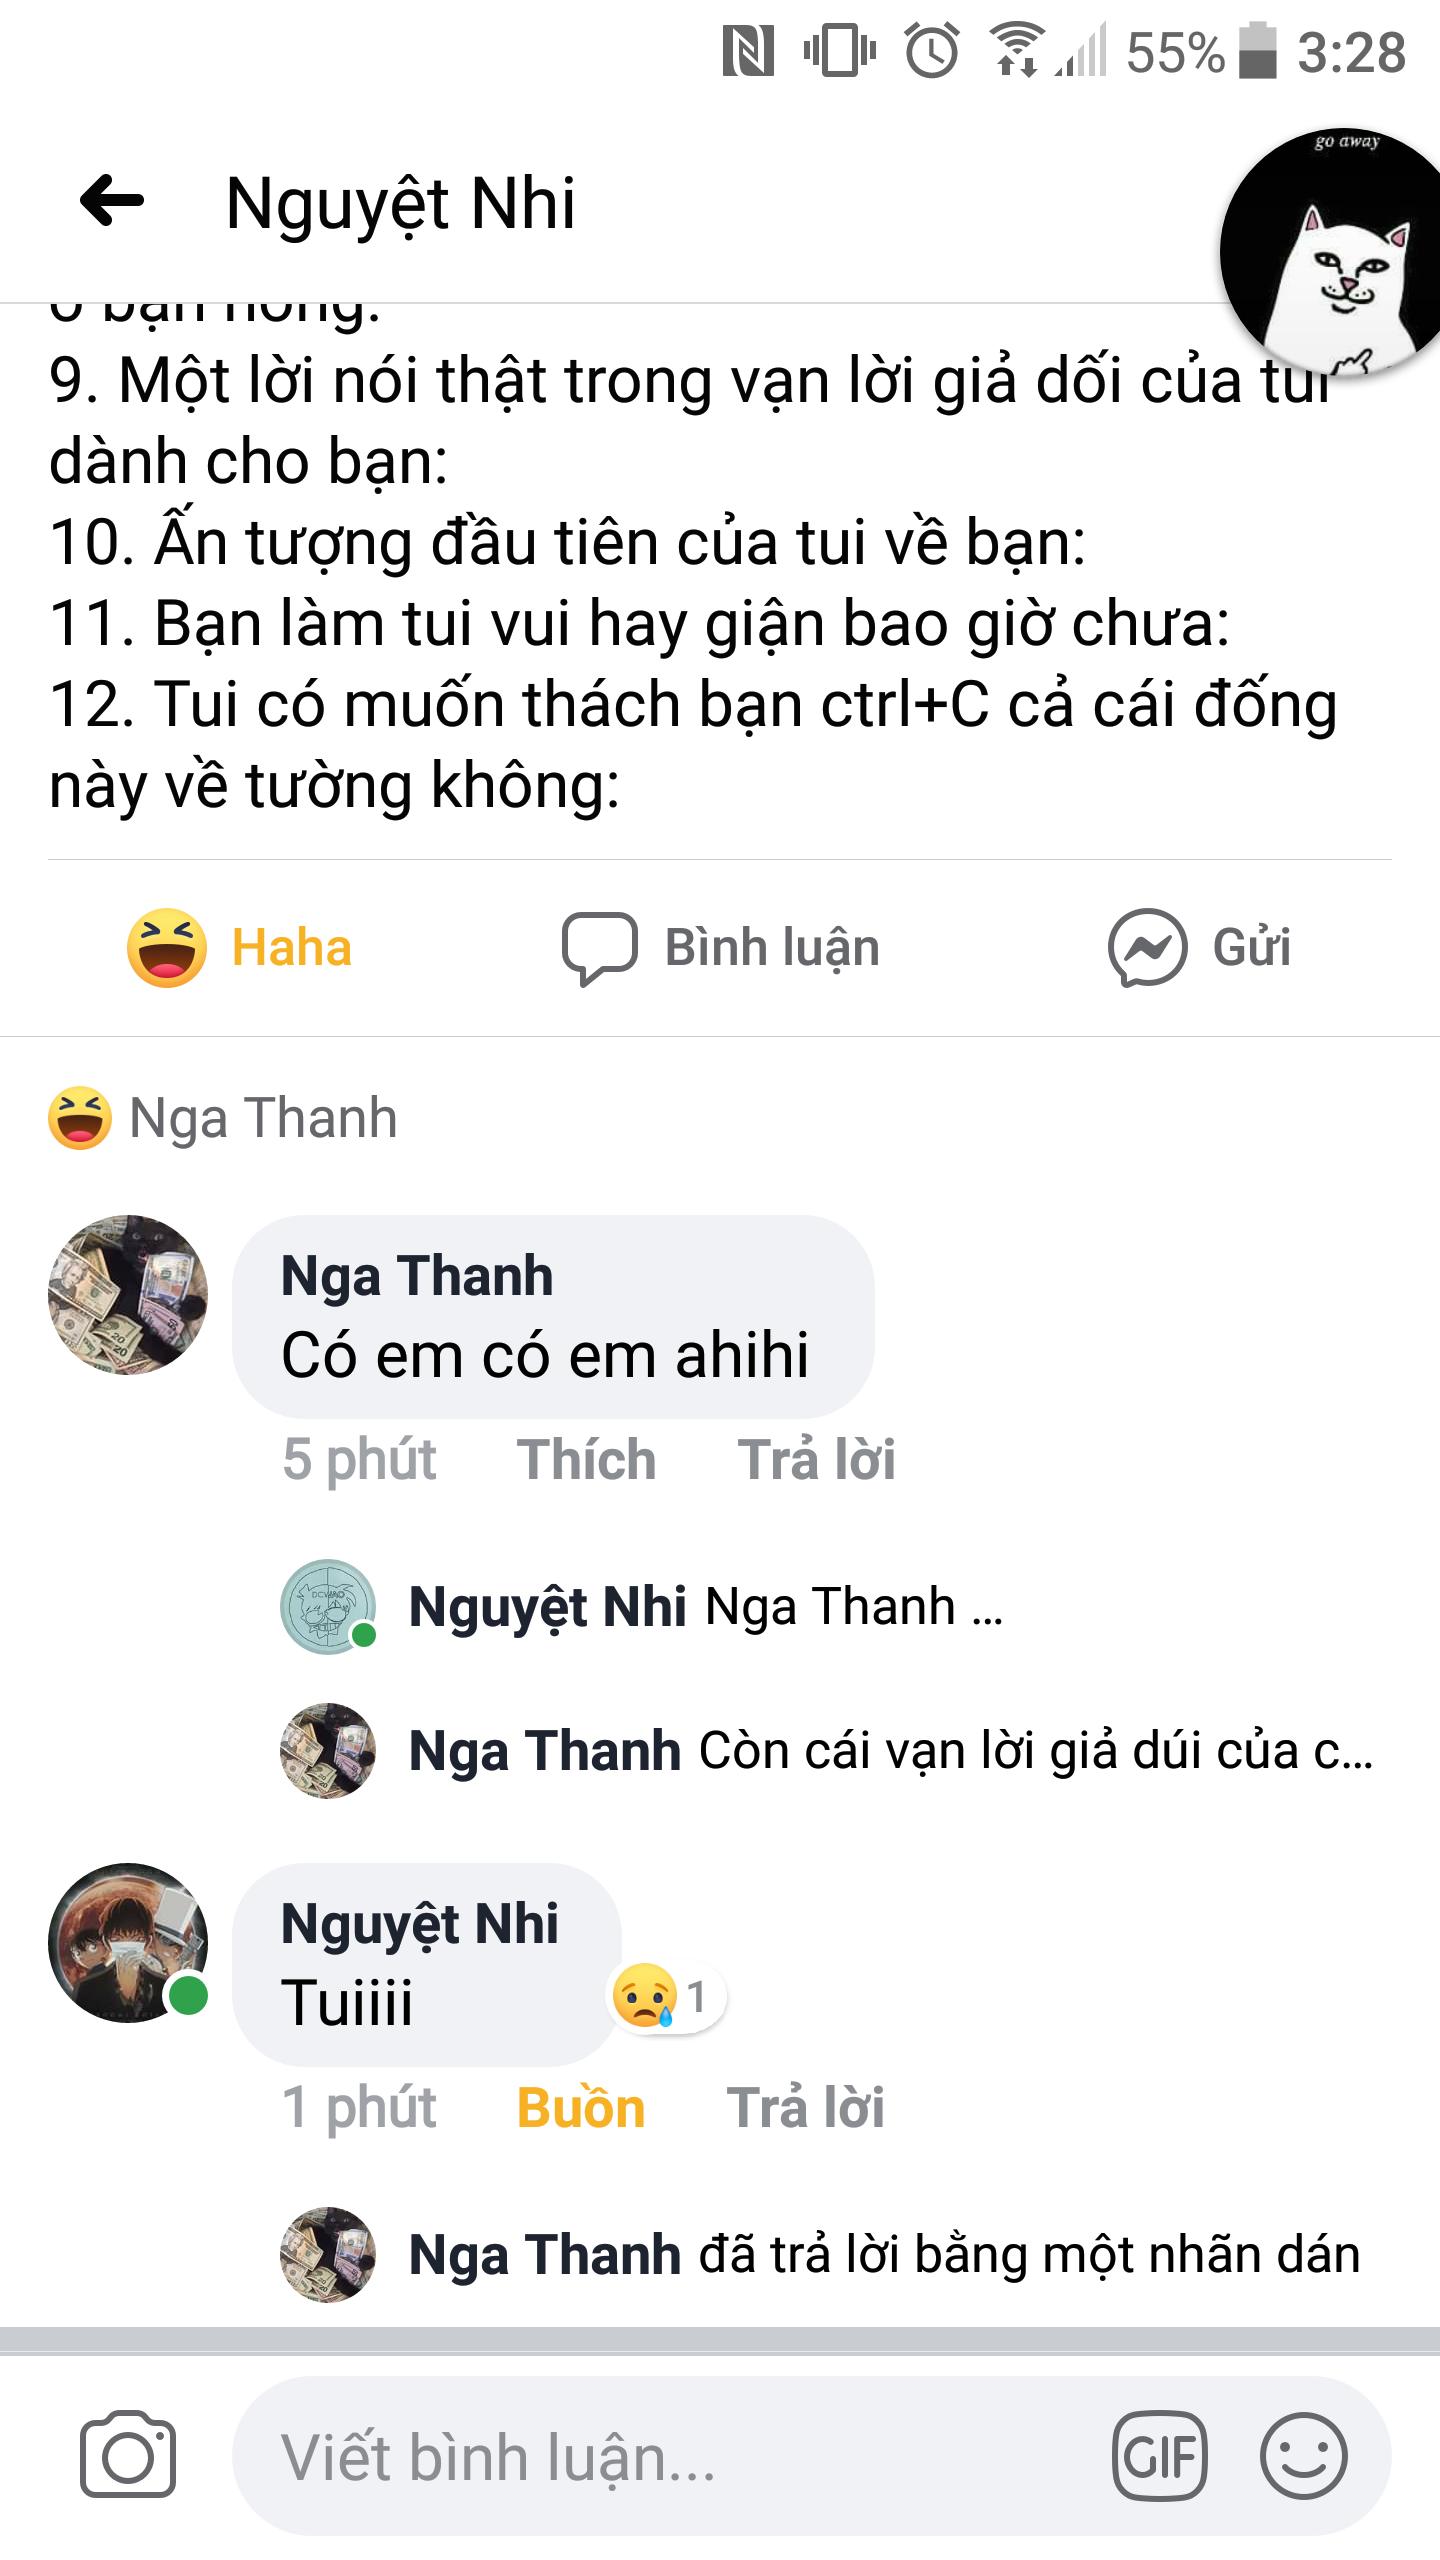 55% 3:28
go away
Nguyệt Nhi
9. Một lời nói thật trong vạn lời giả dối của tui
dành cho bạn:
10. Ấn tượng đầu tiên của tui về bạn:
11. Bạn làm tui vui hay giận bao giờ chưa:
12. Tui có muốn thách bạn ctrl+C cả cái đống
này về tường không:
Haha Bình luận Gửi
Nga Thanh
Nga Thanh
Có em có em ahihi
5 phút Thích Trả lời
Nguyệt Nhi Nga Thanh ...
Nga Thanh Còn cái vạn lời giả dúi của c...
Nguyệt Nhi
Tuiiii
1
1 phút Buồn Trả lời
Nga Thanh đã trả lời bằng một nhãn dán
Viết bình luận... GIF